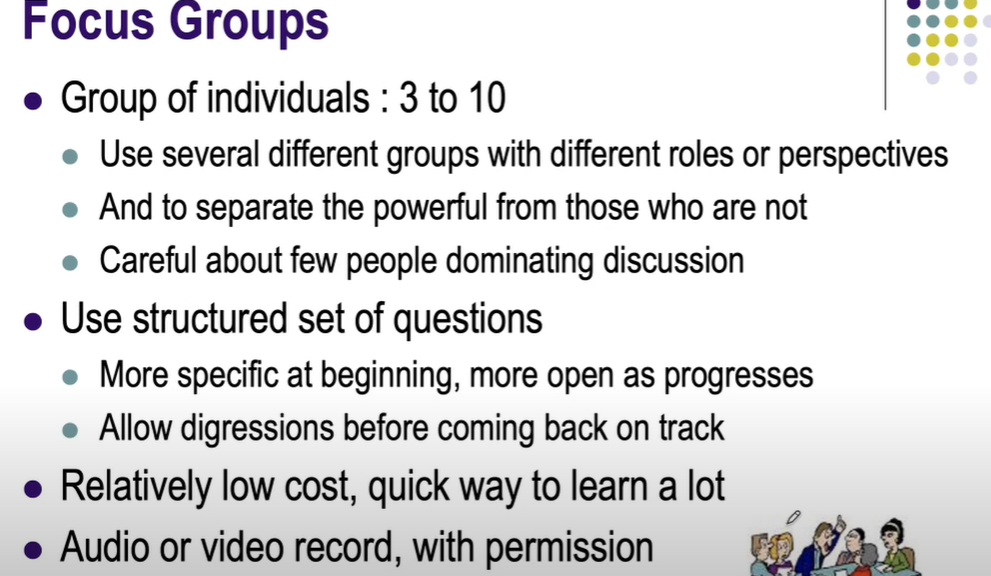 Focus Groups
Group of individuals : 3 to 10
Use several different groups with different roles or perspectives
And to separate the powerful from those who are not
Careful about few people dominating discussion
Use structured set of questions
More specific at beginning, more open as progresses
Allow digressions before coming back on track
Relatively low cost, quick way to learn a lot
Audio or video record, with permission